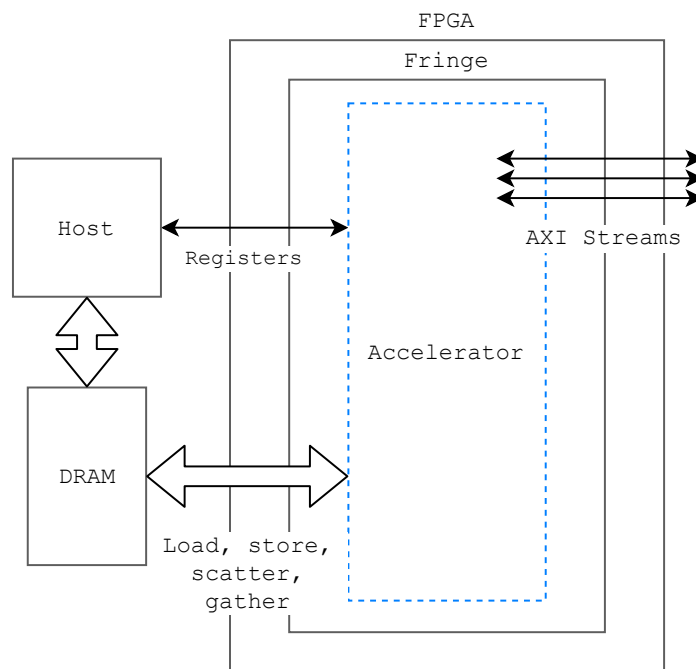 FPGA
Fringe
Host
Registers
AXI Streams
Accelerator
DRAM
Load, store,
scatter,
gather